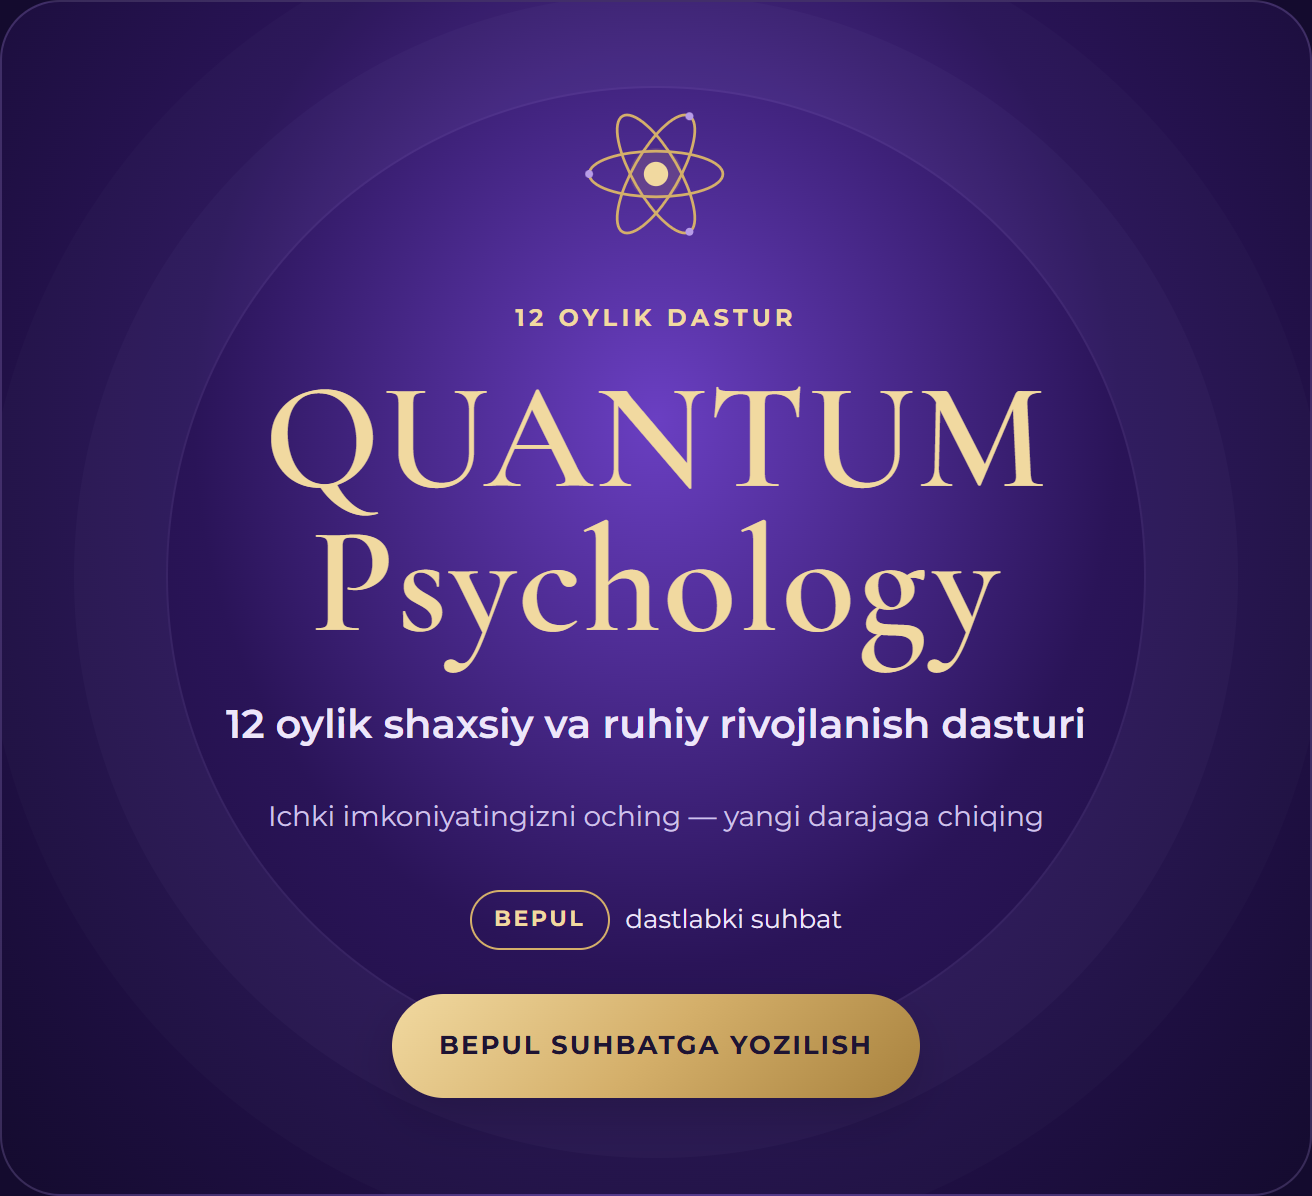 12 OYLIK DASTUR
QUANTUM
Psychology
12 oylik shaxsiy va ruhiy rivojlanish dasturi
Ichki imkoniyatingizni oching — yangi darajaga chiqing
BEPUL dastlabki suhbat
BEPUL SUHBATGA YOZILISH